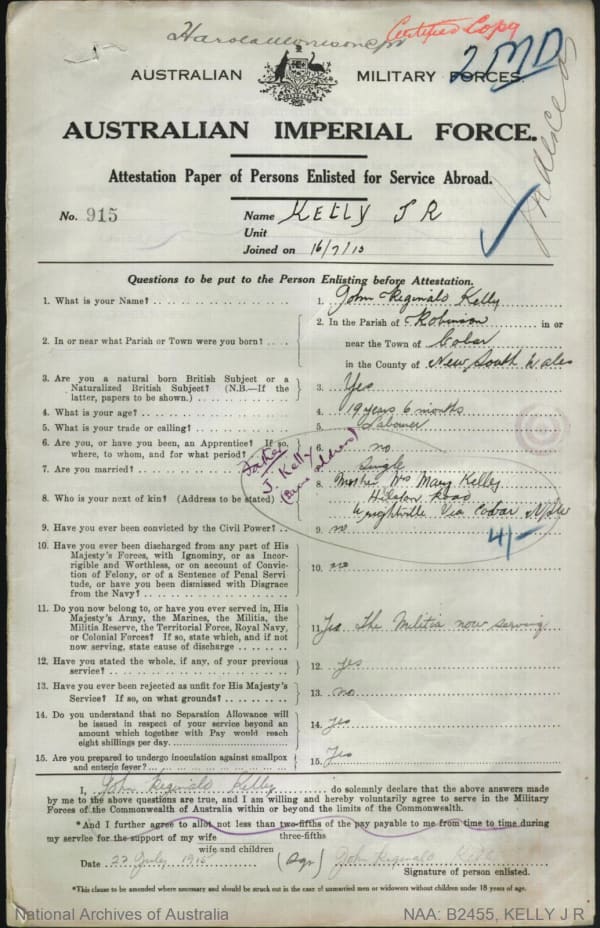 Certified Copy
2 MD
AUSTRALIAN MILITARY FORCES.
AUSTRALIAN IMPERIAL FORCE.
Attestation Paper of Persons Enlisted for Service Abroad.
No. 915 Name Kelly J R
Unit
Joined on 16/7/15
Questions to be put to the Person Enlisting before Attestation.
1. What is your Name? 1. John Reginald Kelly
2. In or near what Parish or Town were you born? 2. In the Parish of Robinson in or
near the Town of Cobar
in the County of New South Wales
3. Are you a natural born British Subject or a
Naturalized British Subject? (N.B.—If the
latter, papers to be shown.) 3. Yes
4. What is your age? 4. 19 years 6 months
5. What is your trade or calling? 5. Labourer
6. Are you, or have you been, an Apprentice? If so,
where, to whom, and for what period? 6. no
7. Are you married? 7. Single
Father
J. Kelly
(same address)
8. Who is your next of kin? (Address to be stated) 8. Mother Mrs Mary Kelly
Hillston Road
Wrightville Via Cobar NSW
9. Have you ever been convicted by the Civil Power? 9. no
4/-
10. Have you ever been discharged from any part of His
Majesty's Forces, with Ignominy, or as Incor-
rigible and Worthless, or on account of Convic-
tion of Felony, or of a Sentence of Penal Servi
tude, or have you been Dismissed with Disgrace
from the Navy? 10. no
11. Do you now belong to, or have you ever served in, His
Majesty's Army, the Marines, the Militia, the
Militia Reserve, the Territorial Force, Royal Navy,
or Colonial Forces? If so, state which, and if not
now serving, state cause of discharge 11. Yes The Militia now serving
12. Have you stated the whole, if any, of your previous
service? 12. yes
13. Have you ever been rejected as unfit for His Majesty's
Service? If so, on what grounds? 13. no
14. Do you understand that no Separation Allowance will
be issued in respect of your service beyond an
amount which together with Pay would reach
eight shillings per day. 14. yes
15. Are you prepared to undergo inoculation against smallpox
and enteric fever? 15. Yes
I, John Reginald Kelly do solemnly declare that the above answers made
by me to the above questions are true, and I am willing and hereby voluntarily agree to serve in the Military
Forces of the Commonwealth of Australia within or beyond the limits of the Commonwealth.
*And I further agree to allot not less than two-fifths of the pay payable to me from time to time during
three-fifths
my service for the support of my wife
wife and children
Date 22 July 1915 (Sgr) John Reginald Kelly
Signature of person enlisted.
*This clause to be amended where necessary and should be struck out in the case of unmarried men or widowers without children under 18 years of age.
National Archives of Australia NAA: B2455, KELLY J R